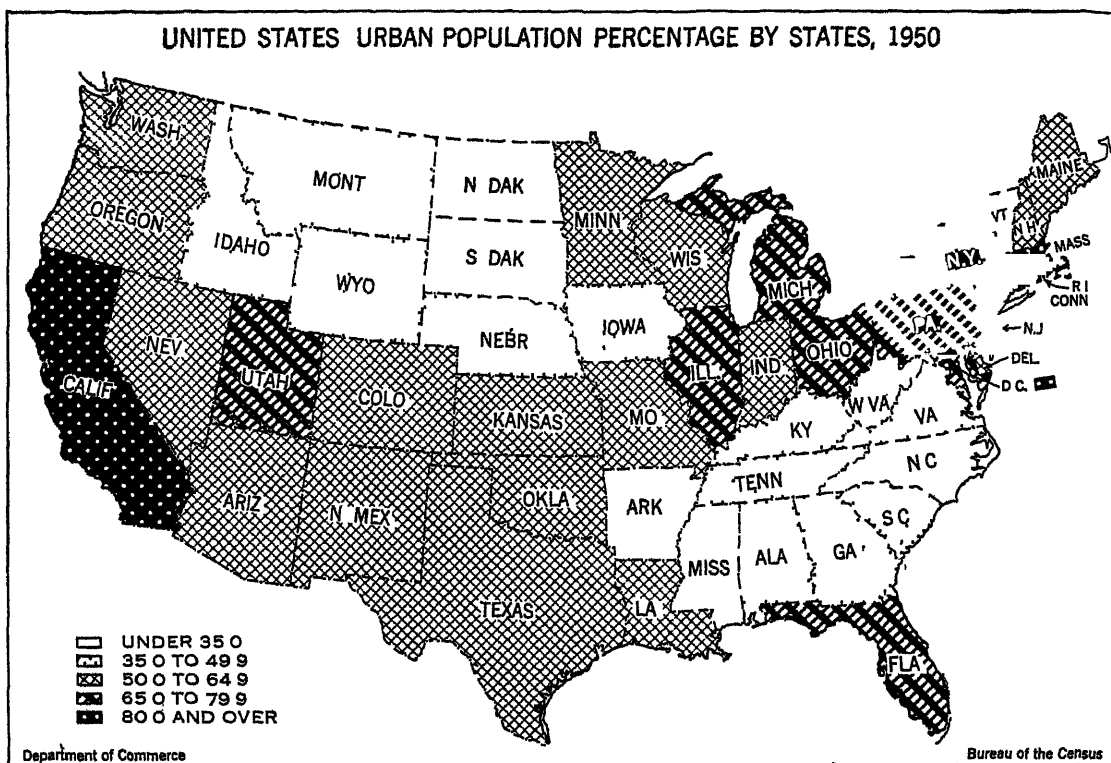 UNITED STATES URBAN POPULATION PERCENTAGE BY STATES, 1950
WASH
MONT
N DAK
MINN
MAINE
VT
N H
OREGON
IDAHO
S DAK
WIS
MASS
N.Y.
WYO
MICH
R I
CONN
IOWA
NEBR
N.J
NEV
OHIO
UTAH
ILL.
IND
DEL.
CALIF
COLO
D C.
W VA
KANSAS
MO
VA
KY
N C
TENN
ARIZ
N MEX
OKLA
ARK
S C
MISS
ALA
GA
TEXAS
LA
FLA
UNDER 35 0
35 0 TO 49 9
50 0 TO 64 9
65 0 TO 79 9
80 0 AND OVER
Department of Commerce
Bureau of the Census